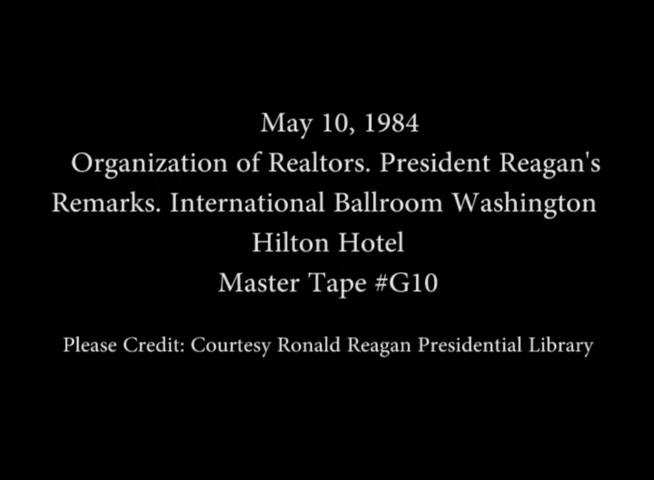 May 10, 1984
Organization of Realtors. President Reagan's
Remarks. International Ballroom Washington
Hilton Hotel
Master Tape #G10
Please Credit: Courtesy Ronald Reagan Presidential Library